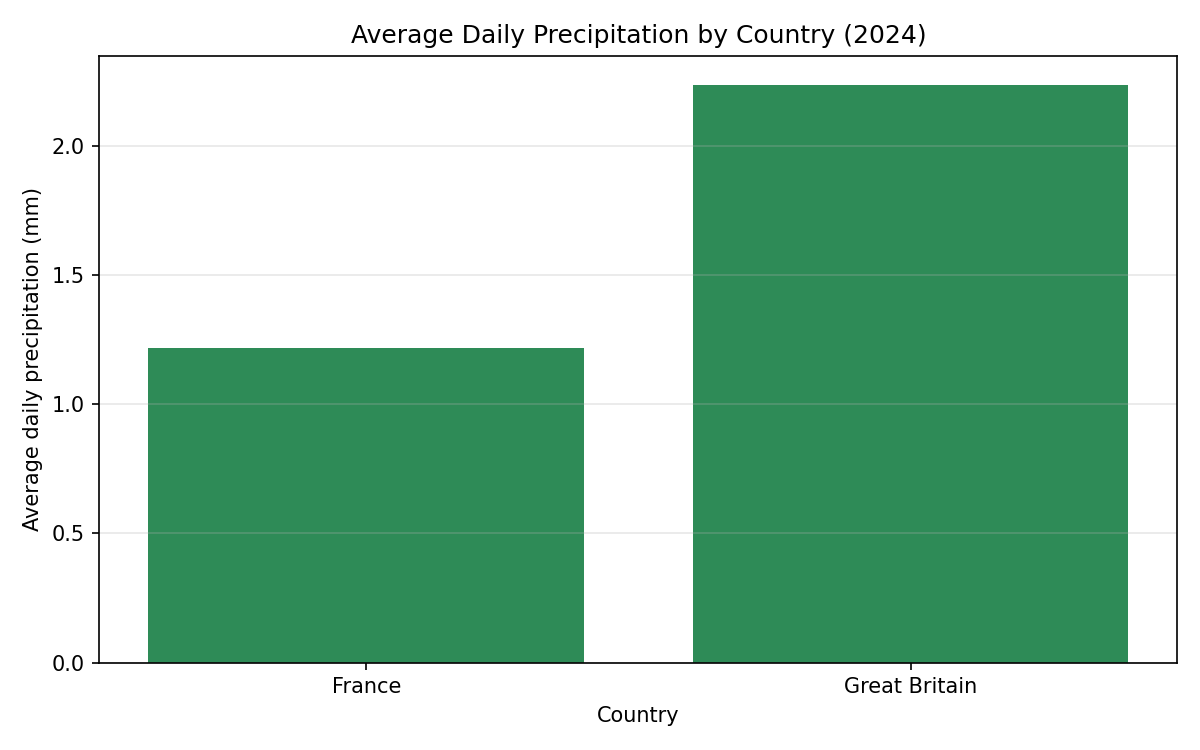 Average Daily Precipitation by Country (2024)
Average daily precipitation (mm)
2.0
1.5
1.0
0.5
0.0
France
Great Britain
Country